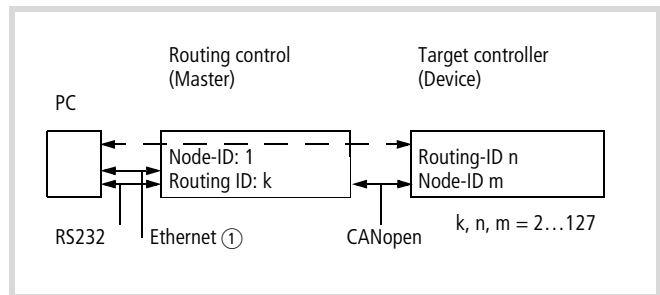 Routing control
(Master)
Target controller
(Device)
PC
Node-ID: 1
Routing ID: k
Routing-ID n
Node-ID m
RS232
Ethernet ①
CANopen
k, n, m = 2…127